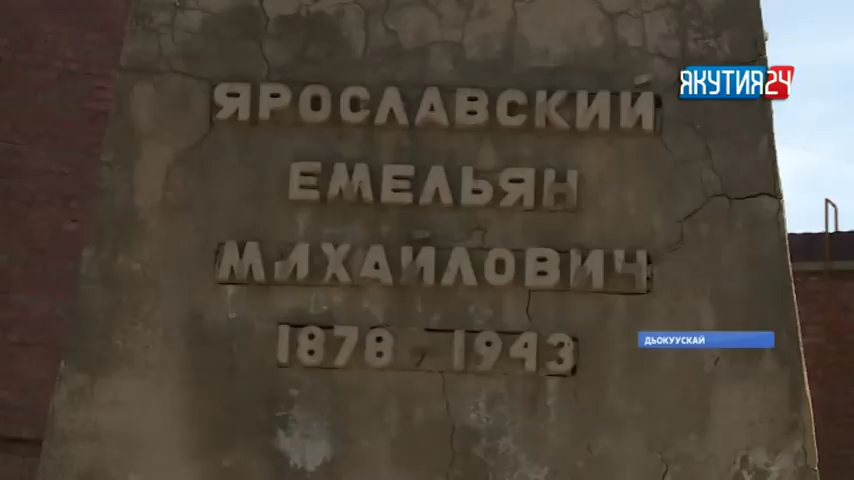 ЯКУТИЯ24
ЯРОСЛАВСКИЙ
ЕМЕЛЬЯН
МИХАЙЛОВИЧ
1878 - 1943
ДЬОКУУСКАЙ